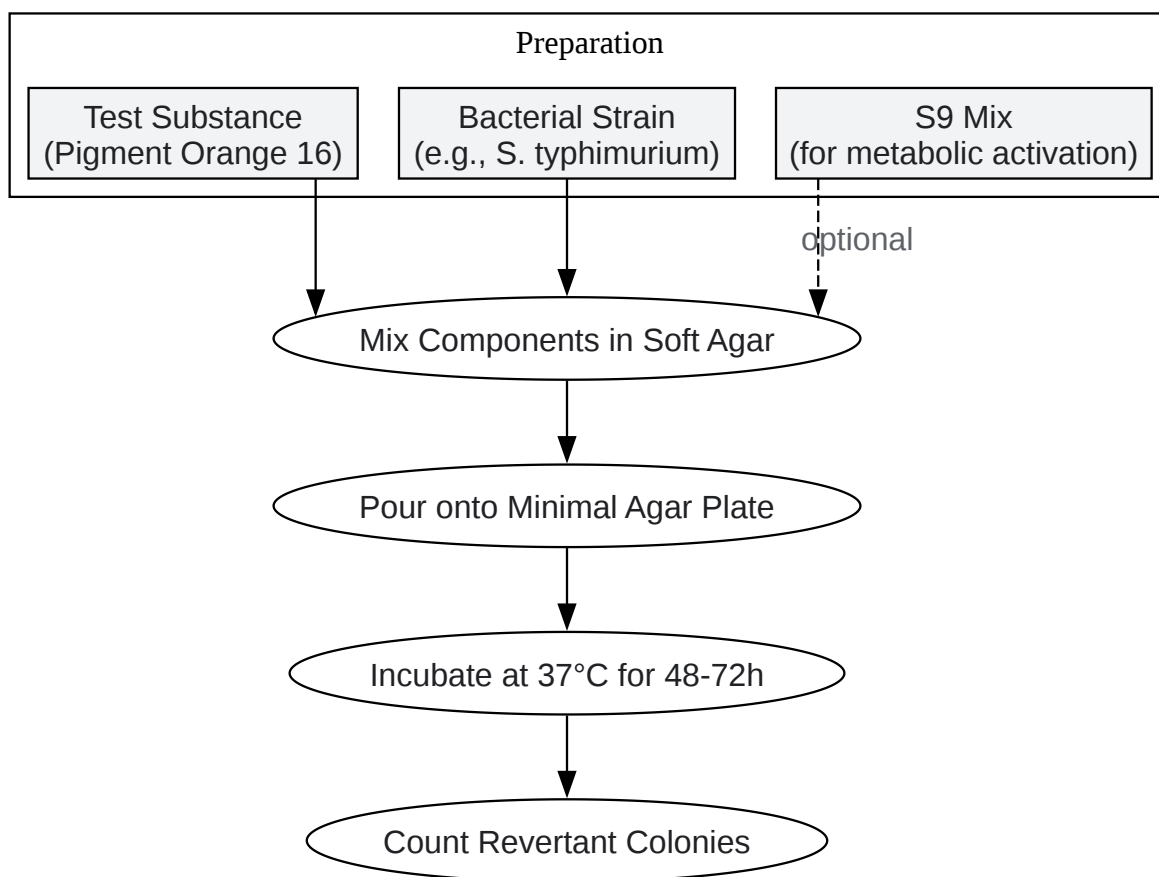 Preparation
Test Substance
(Pigment Orange 16)
Bacterial Strain
(e.g., S. typhimurium)
S9 Mix
(for metabolic activation)
optional
Mix Components in Soft Agar
Pour onto Minimal Agar Plate
Incubate at 37°C for 48-72h
Count Revertant Colonies